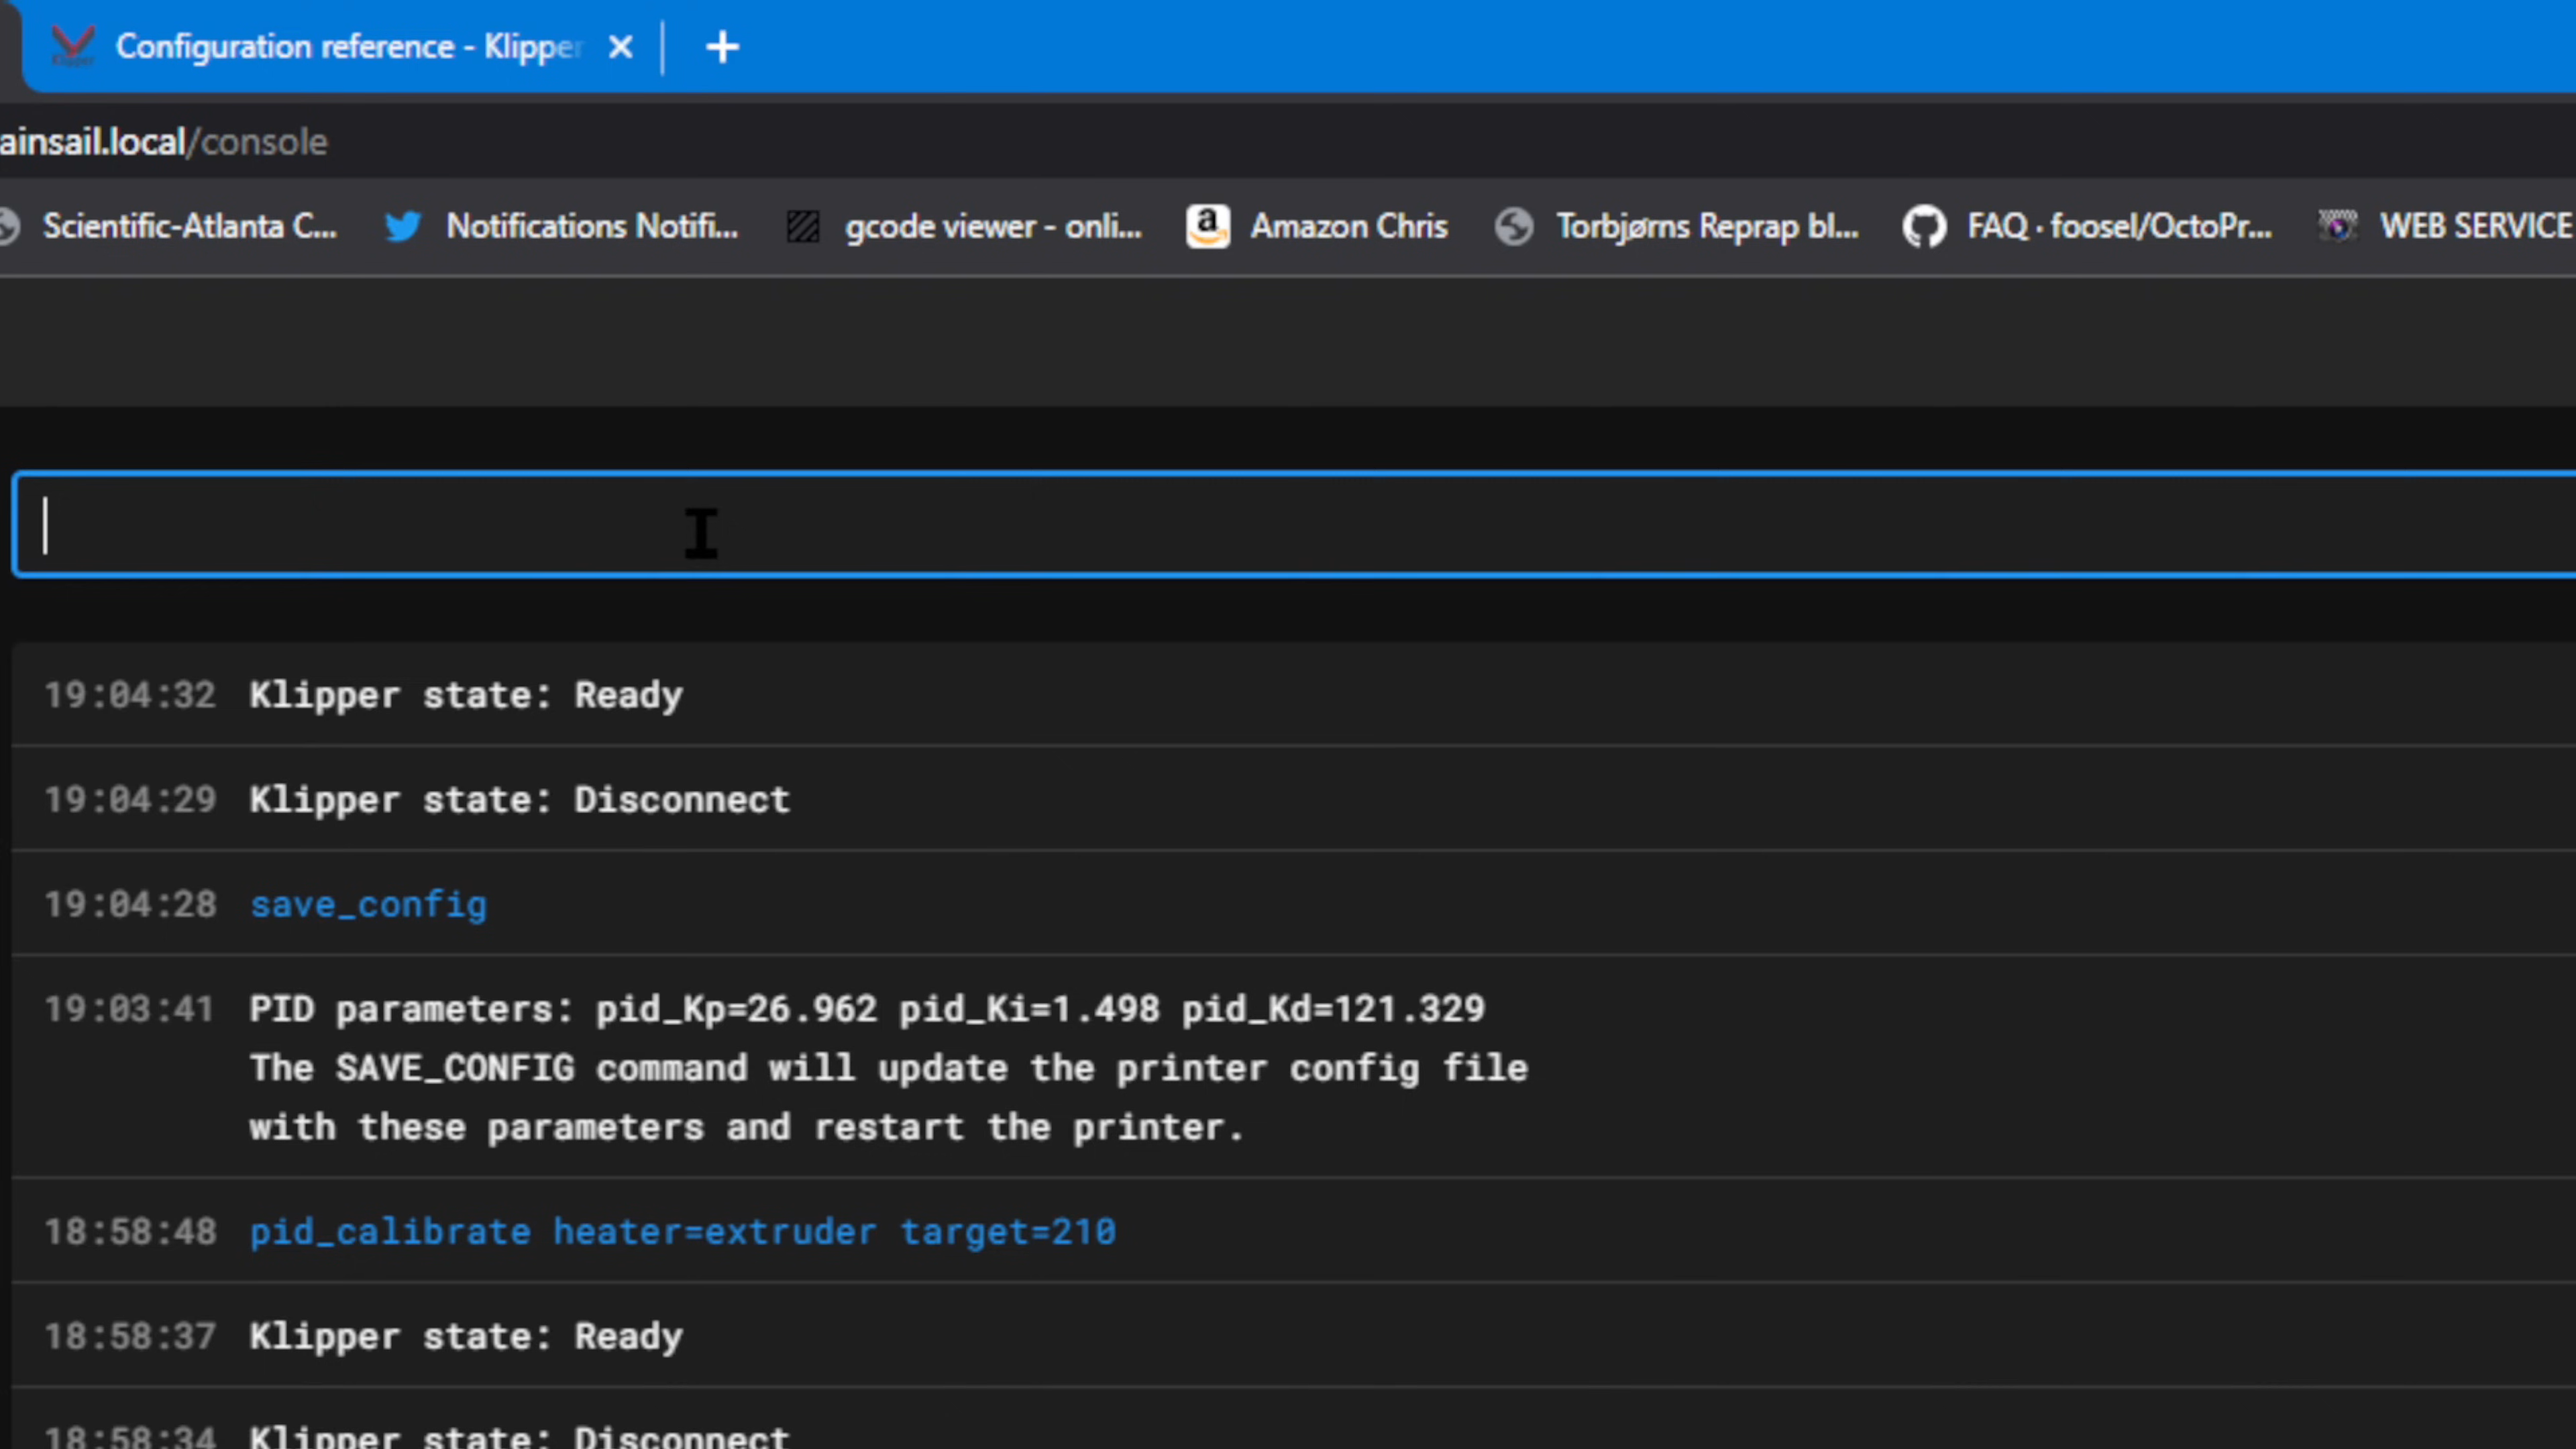 Configuration reference - Klipper
ainsail.local/console
Scientific-Atlanta C... Notifications Notifi... gcode viewer - onli... Amazon Chris Torbjørns Reprap bl... FAQ · foosel/OctoPr... WEB SERVICE
19:04:32 Klipper state: Ready
19:04:29 Klipper state: Disconnect
19:04:28 save_config
19:03:41 PID parameters: pid_Kp=26.962 pid_Ki=1.498 pid_Kd=121.329
The SAVE_CONFIG command will update the printer config file
with these parameters and restart the printer.
18:58:48 pid_calibrate heater=extruder target=210
18:58:37 Klipper state: Ready
18:58:34 Klipper state: Disconnect